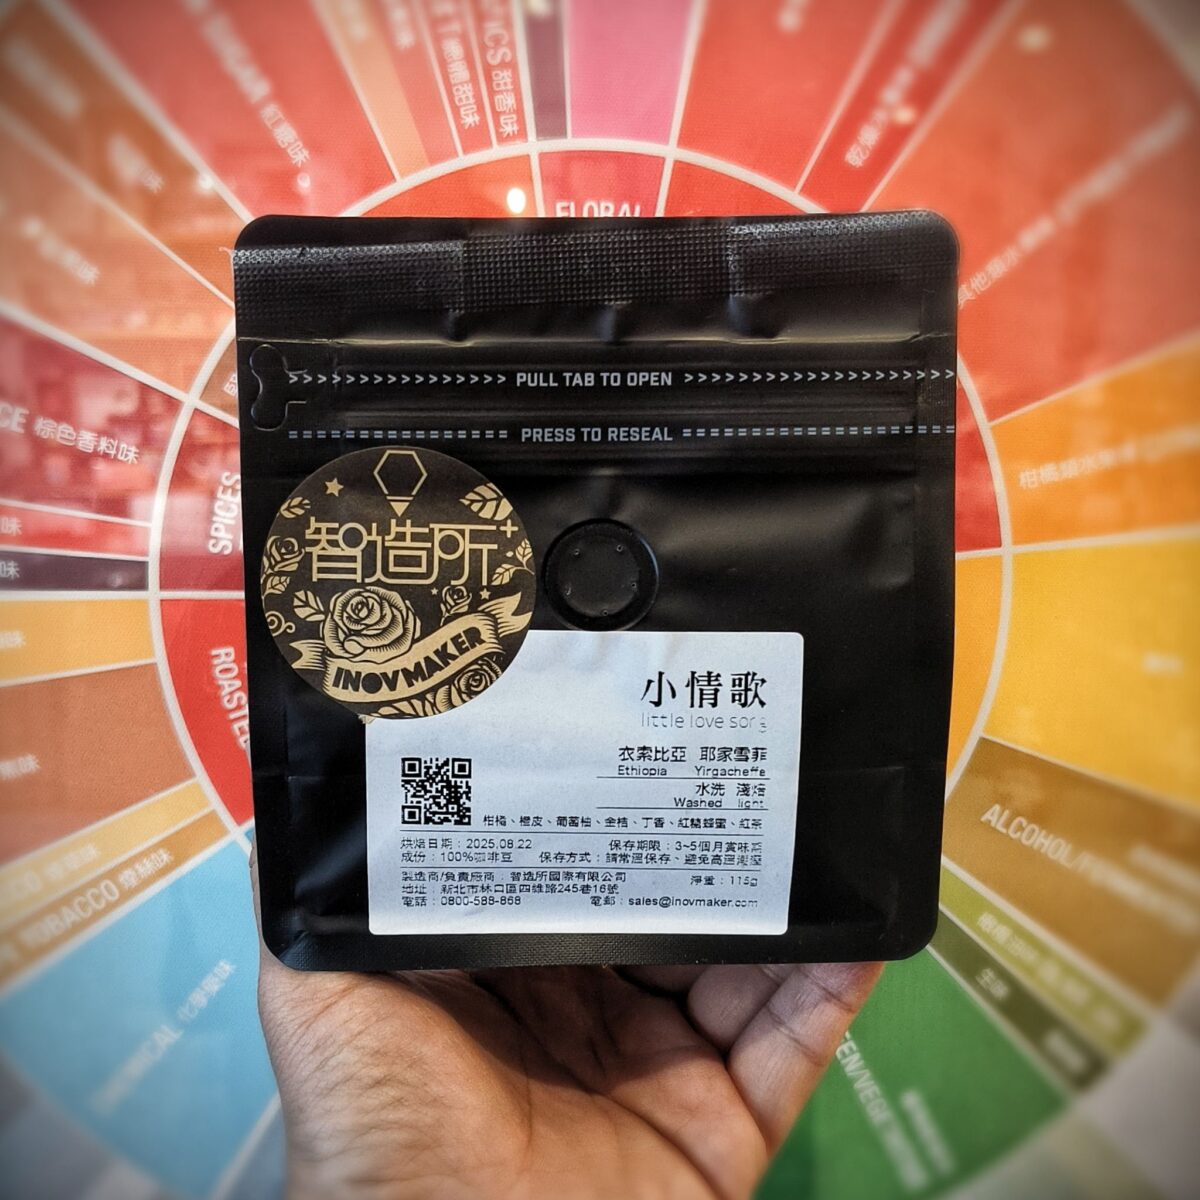 甜香味
紅糖味
FLORAL
棕色香料味
SPICES
ROASTED
TOBACCO 煙絲味
化學藥味
ALCOHOL/
生味
PULL TAB TO OPEN
PRESS TO RESEAL
智造所+
INOVMAKER
小情歌
little love song
衣索比亞 耶家雪菲
Ethiopia Yirgacheffe
水洗 淺焙
Washed light
柑橘、橙皮、葡萄柚、金桔、丁香、紅糖蜂蜜、紅茶
烘焙日期：2025.08.22 保存期限：3~5個月賞味期
成份：100%咖啡豆 保存方式：請常溫保存、避免高溫潮溼
製造商/負責廠商：智造所國際有限公司 淨重：115g
地址：新北市林口區四維路245巷16號
電話：0800-588-868 電郵：sales@inovmaker.com